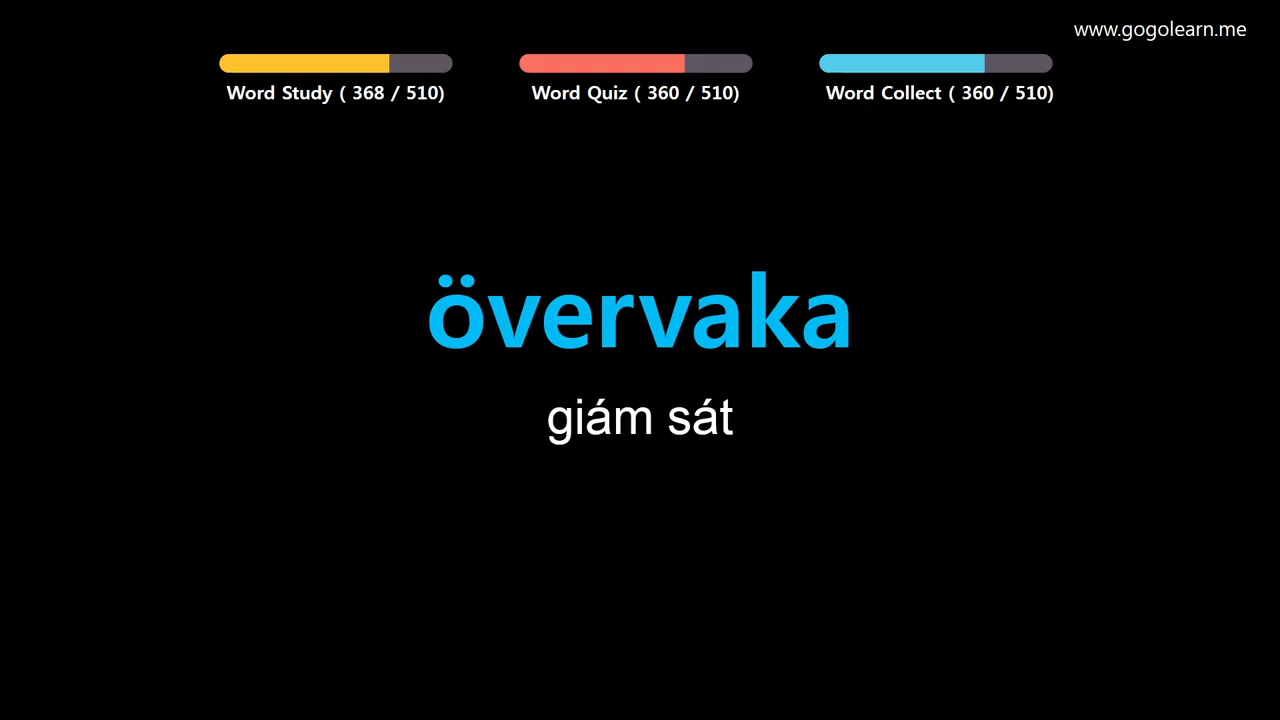 www.gogolearn.me
Word Study ( 368 / 510)
Word Quiz ( 360 / 510)
Word Collect ( 360 / 510)
övervaka
giám sát